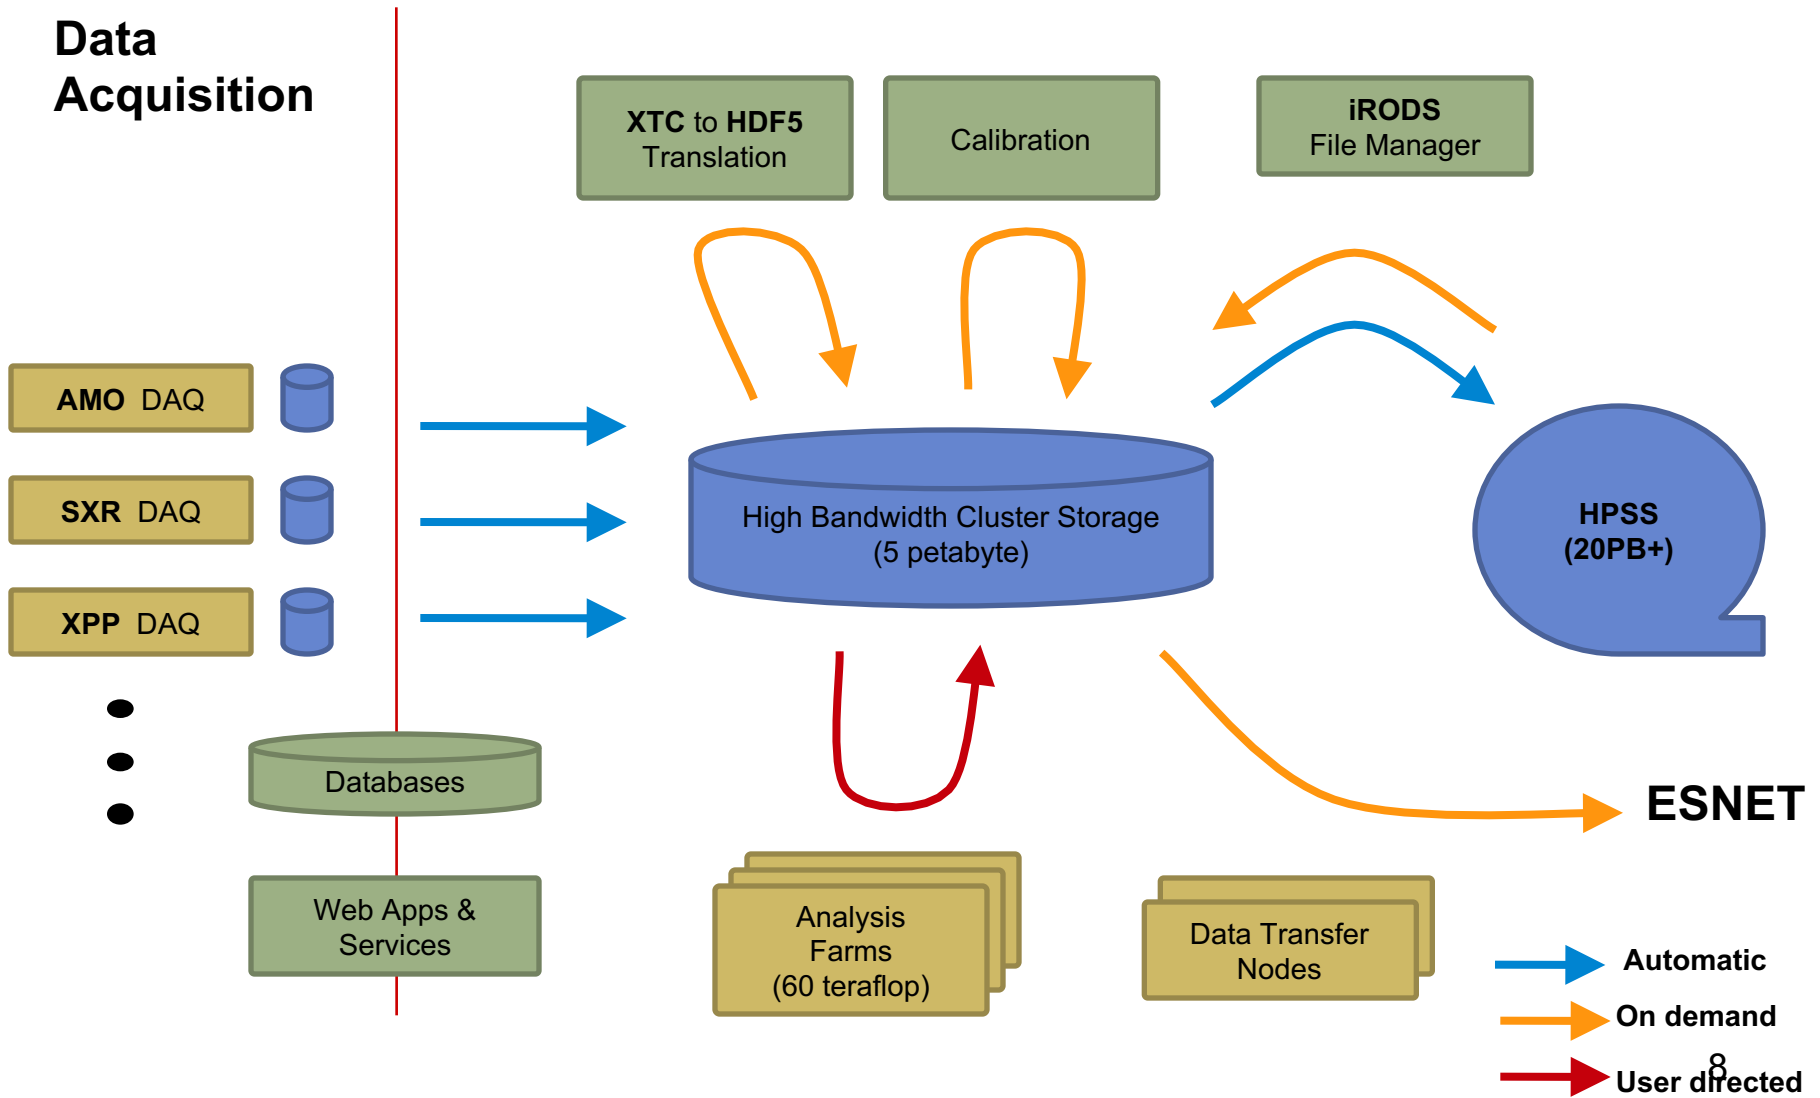 Data
Acquisition
XTC to HDF5
Translation
Calibration
iRODS
File Manager
AMO DAQ
SXR DAQ
XPP DAQ
High Bandwidth Cluster Storage
(5 petabyte)
HPSS
(20PB+)
Databases
Web Apps &
Services
ESNET
Analysis
Farms
(60 teraflop)
Data Transfer
Nodes
Automatic
On demand
User directed
8